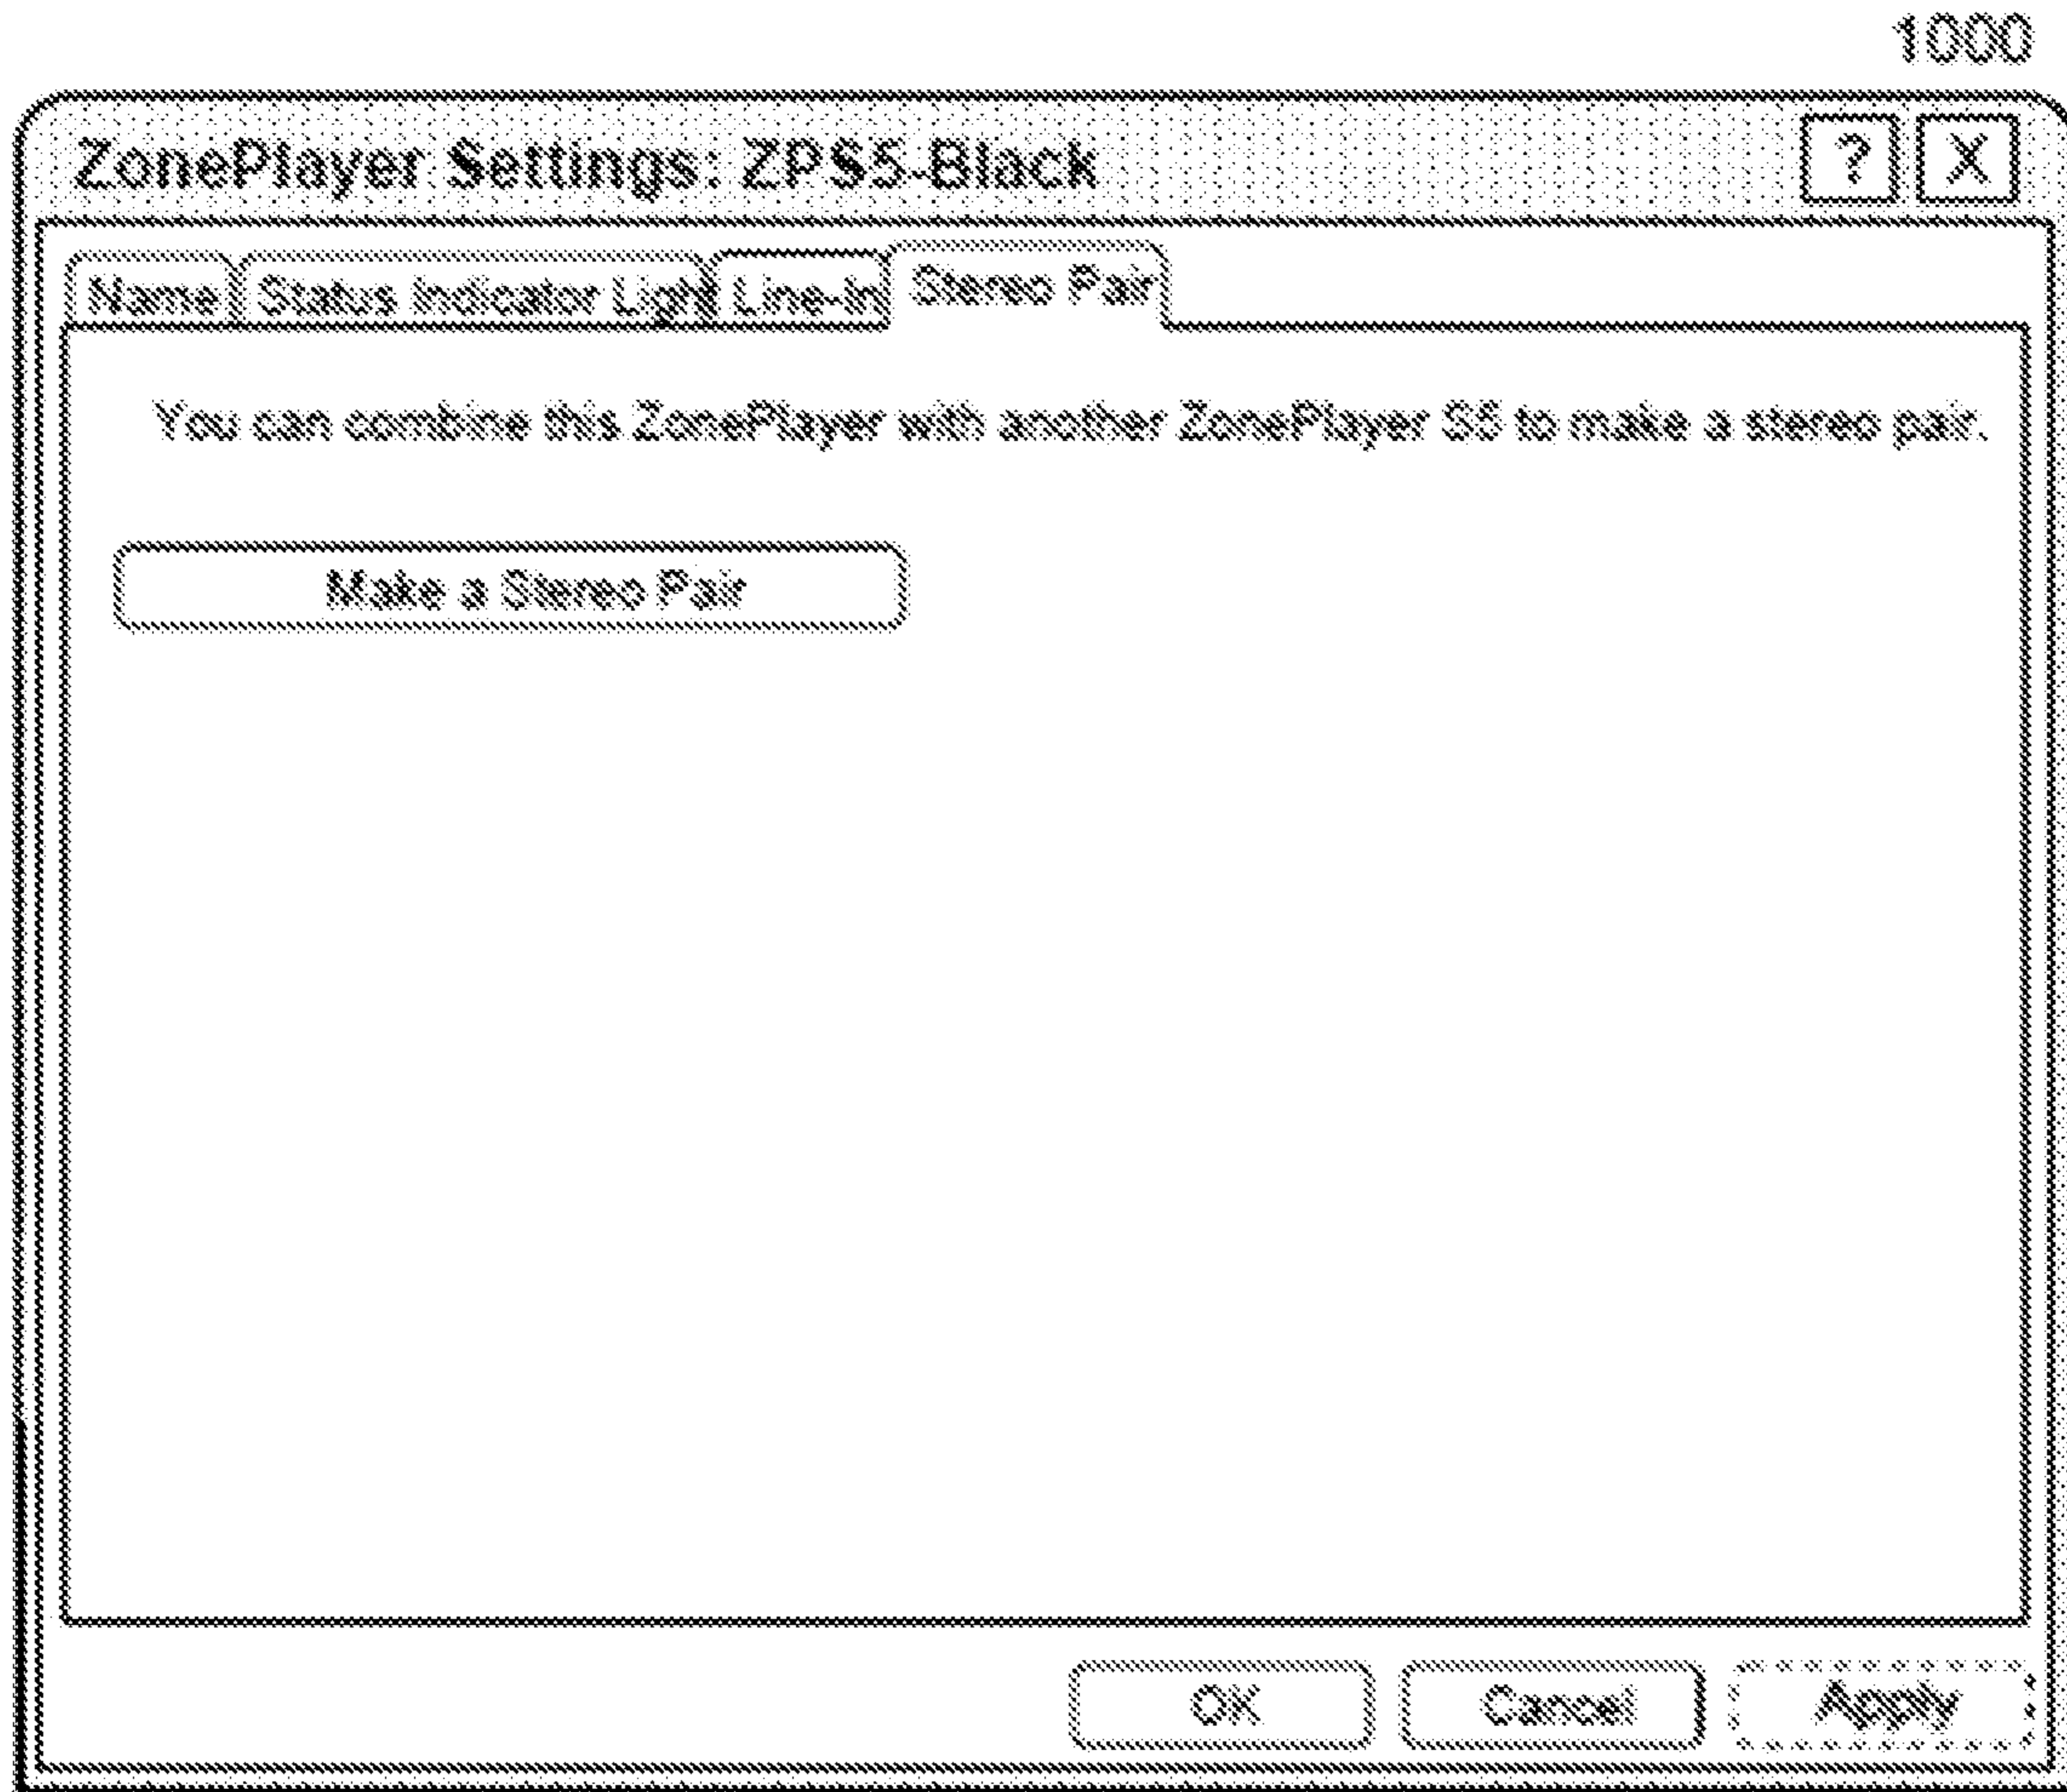 1000
ZonePlayer Settings: ZPS5-Black ? X
Name Status Indicator Light Line-In Stereo Pair
You can combine this ZonePlayer with another ZonePlayer S5 to make a stereo pair.
Make a Stereo Pair
OK Cancel Apply